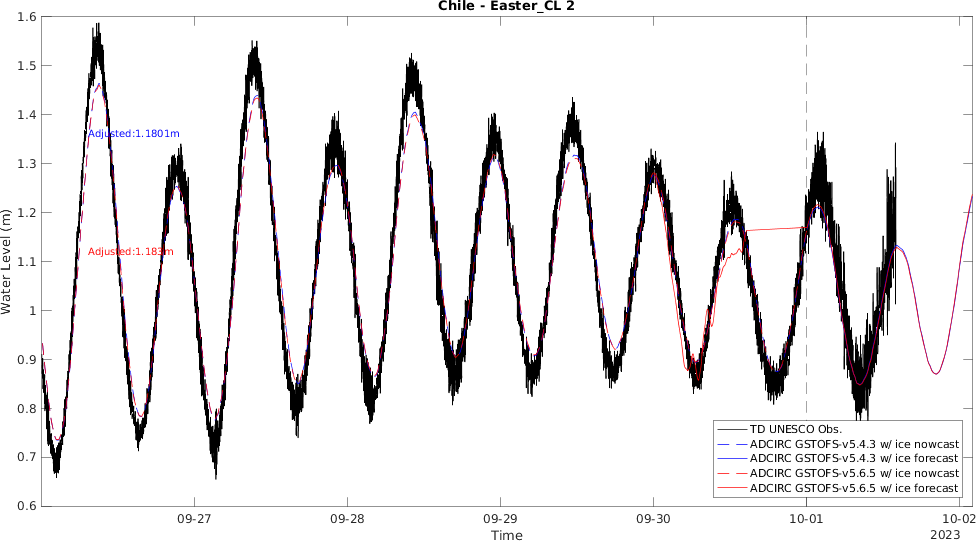 Chile - Easter_CL 2
1.6
1.5
1.4
1.3
1.2
1.1
1
0.9
0.8
0.7
0.6
Water Level (m)
Adjusted:1.1801m
Adjusted:1.183m
TD UNESCO Obs.
ADCIRC GSTOFS-v5.4.3 w/ ice nowcast
ADCIRC GSTOFS-v5.4.3 w/ ice forecast
ADCIRC GSTOFS-v5.6.5 w/ ice nowcast
ADCIRC GSTOFS-v5.6.5 w/ ice forecast
09-27 09-28 09-29 09-30 10-01 10-02
Time
2023